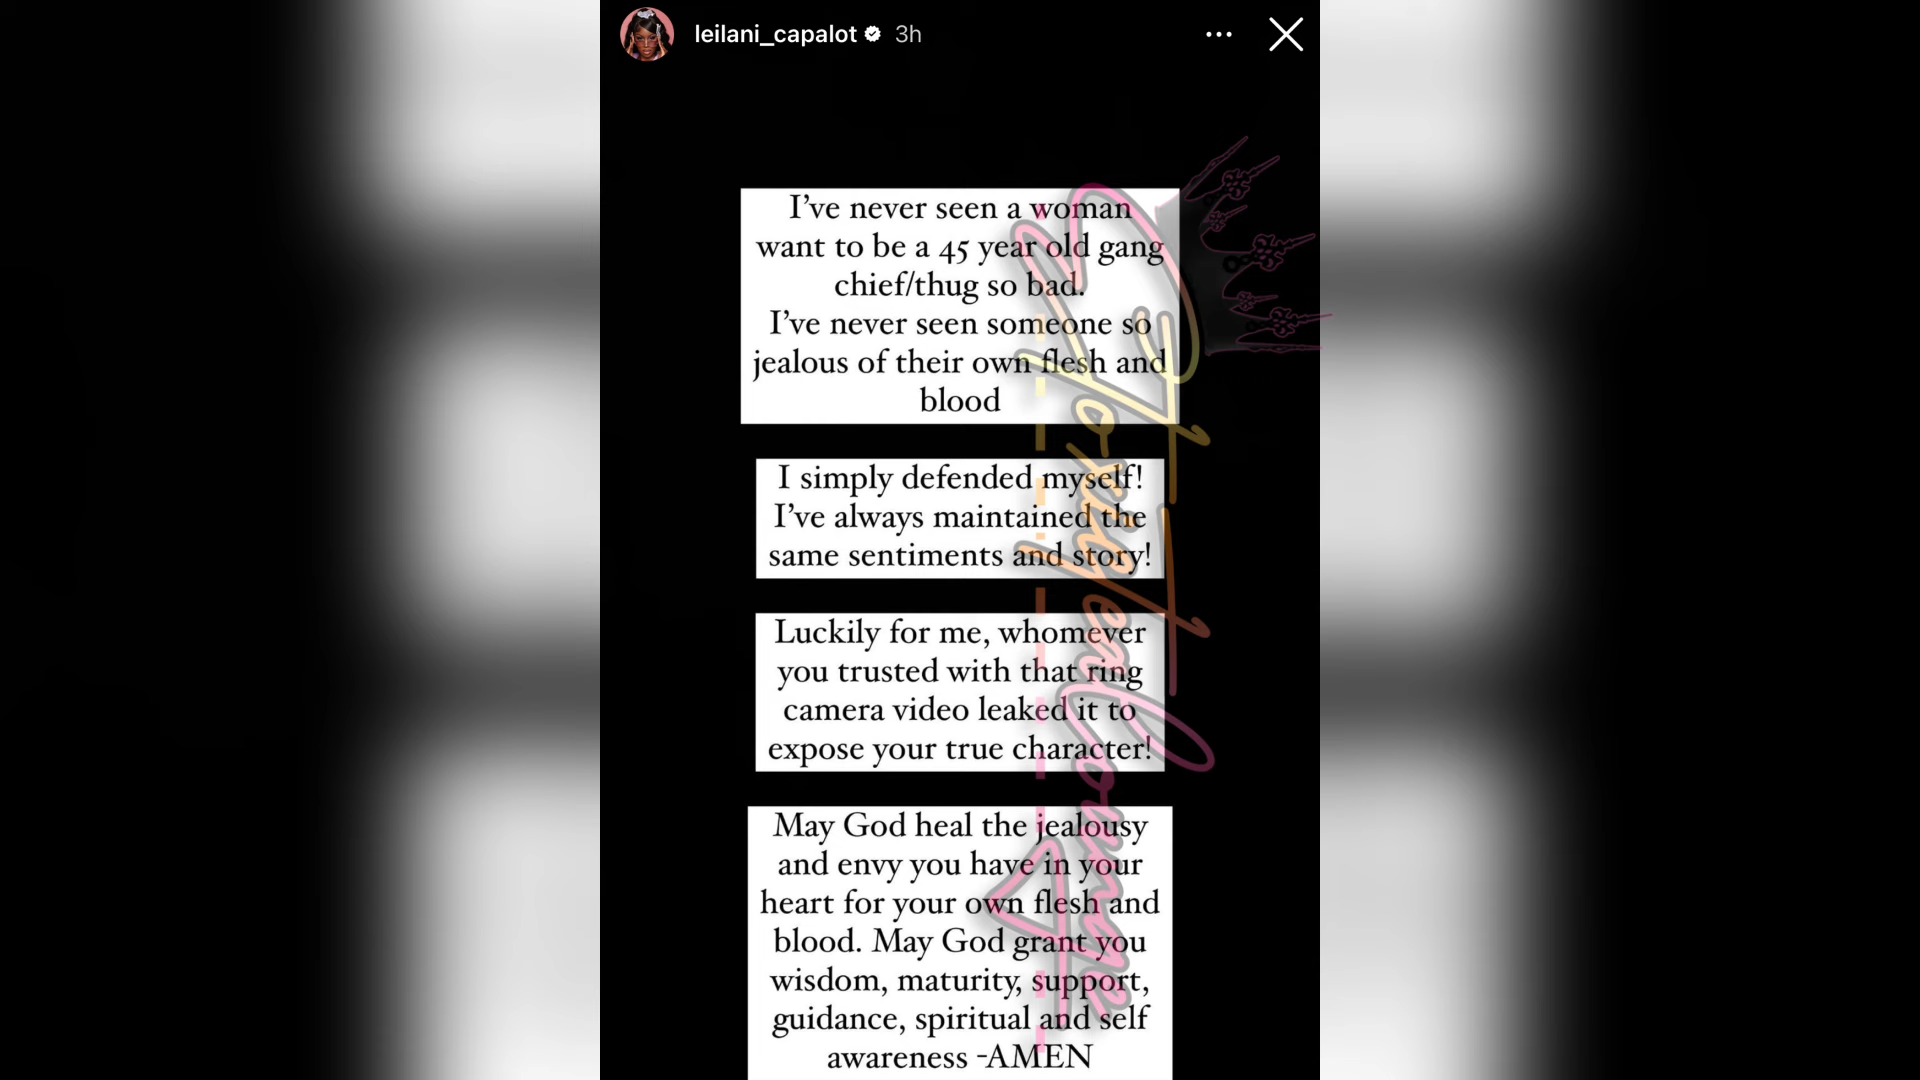 leilani_capalot 3h
I've never seen a woman
want to be a 45 year old gang
chief/thug so bad.
I've never seen someone so
jealous of their own flesh and
blood
I simply defended myself!
I've always maintained the
same sentiments and story!
Luckily for me, whomever
you trusted with that ring
camera video leaked it to
expose your true character!
May God heal the jealousy
and envy you have in your
heart for your own flesh and
blood. May God grant you
wisdom, maturity, support,
guidance, spiritual and self
awareness -AMEN